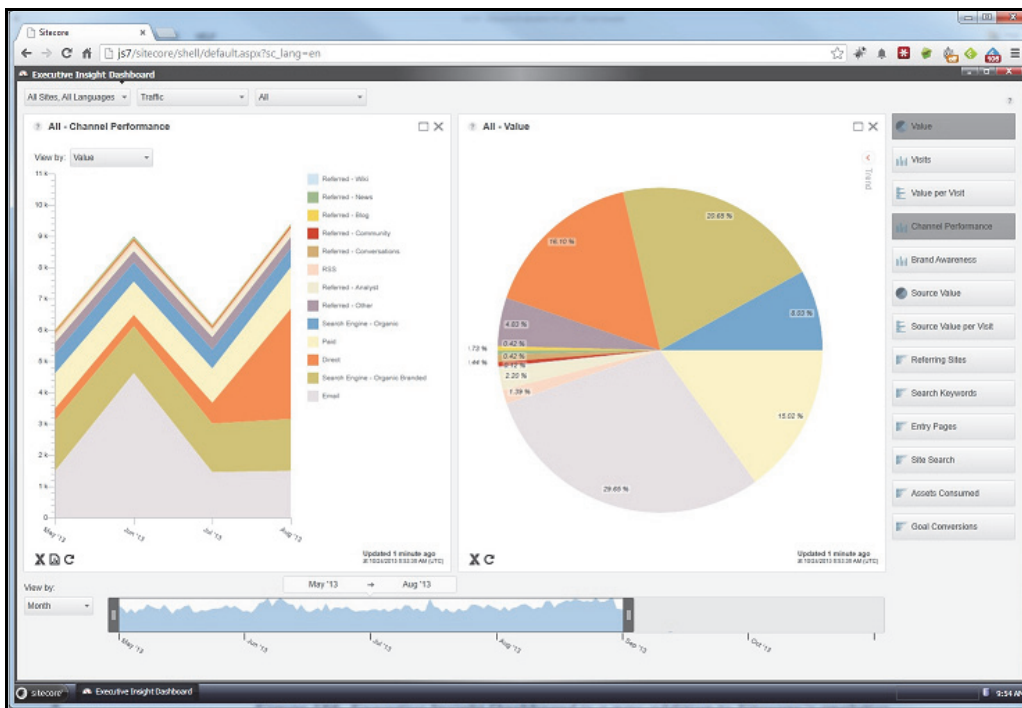 Sitecore
js7/sitecore/shell/default.aspx?sc_lang=en
Executive Insight Dashboard
All Sites, All Languages
Traffic
All
?
? All - Channel Performance
View by: Value
11 k
10 k
9 k
8 k
7 k
6 k
5 k
4 k
3 k
2 k
1 k
0
May '13
Jun '13
Jul '13
Aug '13
Referred - Wiki
Referred - News
Referred - Blog
Referred - Community
Referred - Conversations
RSS
Referred - Analyst
Referred - Other
Search Engine - Organic
Paid
Direct
Search Engine - Organic Branded
Email
Updated 1 minute ago
? All - Value
Trend
20.65 %
16.10 %
8.03 %
4.83 %
0.42 %
.73 %
0.42 %
.44 %
0.12 %
2.20 %
1.39 %
15.02 %
29.65 %
Updated 1 minute ago
Value
Visits
Value per Visit
Channel Performance
Brand Awareness
Source Value
Source Value per Visit
Referring Sites
Search Keywords
Entry Pages
Site Search
Assets Consumed
Goal Conversions
View by:
Month
May '13 → Aug '13
May '13
Jun '13
Jul '13
Aug '13
Sep '13
Oct '13
sitecore
Executive Insight Dashboard
9:54 AM